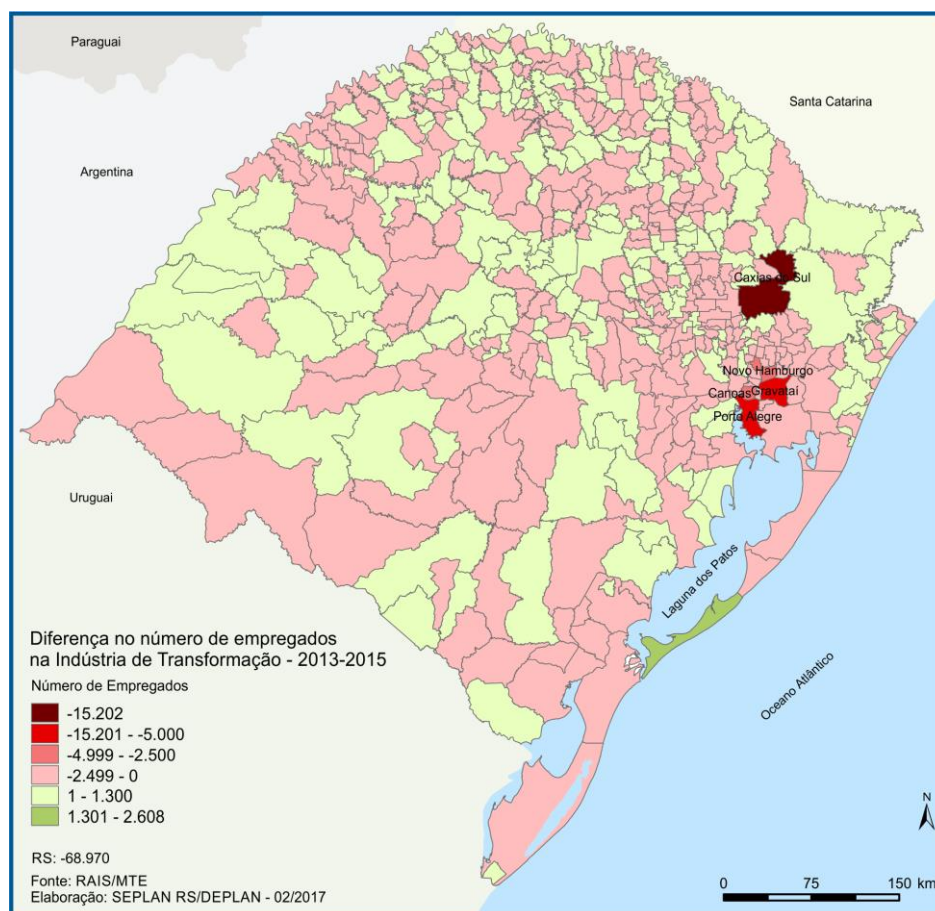 Paraguai
Santa Catarina
Argentina
Caxias do Sul
Novo Hamburgo
Canoas
Gravataí
Porto Alegre
Uruguai
Laguna dos Patos
Oceano Atlântico
Diferença no número de empregados
na Indústria de Transformação - 2013-2015
Número de Empregados
-15.202
-15.201 - -5.000
-4.999 - -2.500
-2.499 - 0
1 - 1.300
1.301 - 2.608
RS: -68.970
Fonte: RAIS/MTE
Elaboração: SEPLAN RS/DEPLAN - 02/2017
N
0 75 150 km